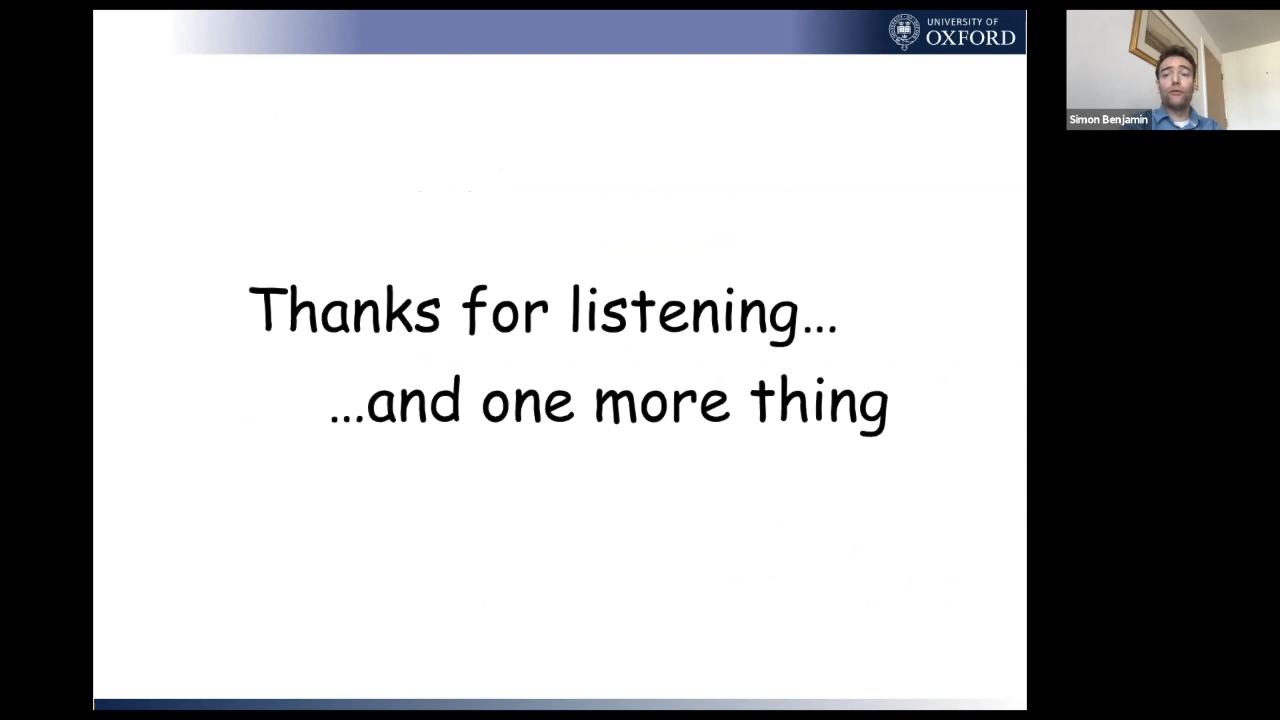 UNIVERSITY OF
OXFORD
Simon Benjamin
Thanks for listening...
...and one more thing